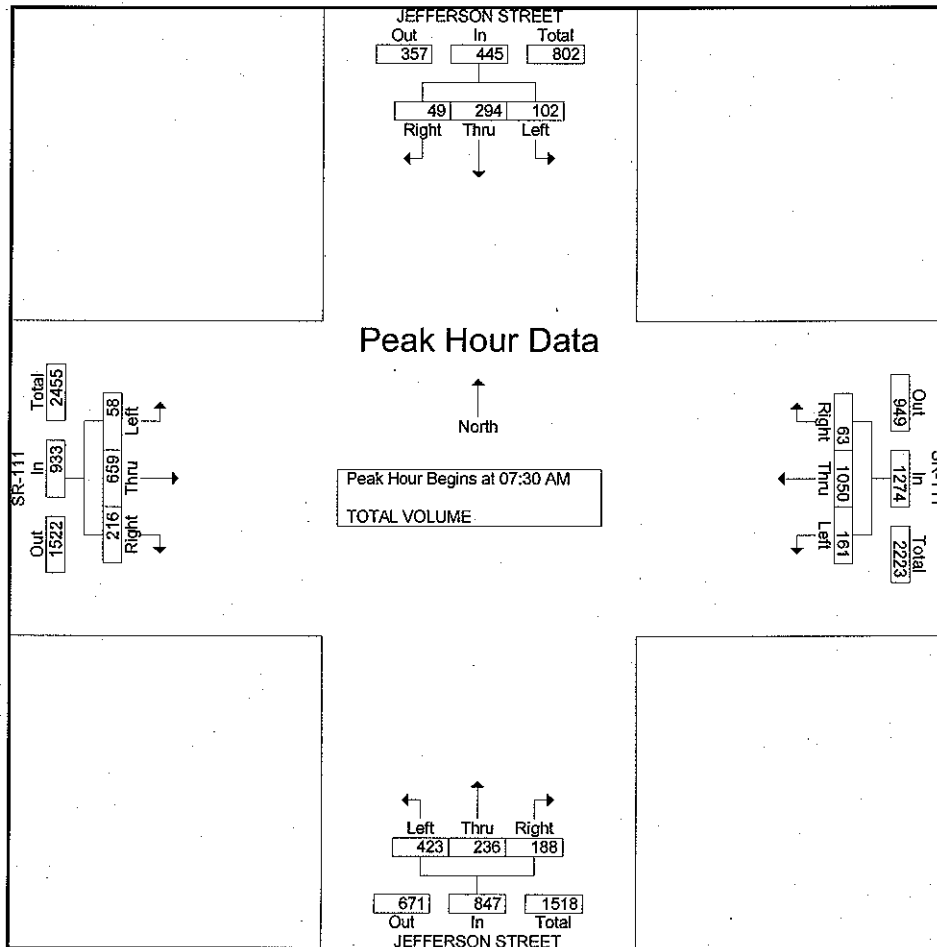 JEFFERSON STREET
Out In Total
357 445 802
49 294 102
Right Thru Left
Peak Hour Data
North
Peak Hour Begins at 07:30 AM
TOTAL VOLUME
SR-111
Out In Total
1522 933 2455
Right Thru Left
216 659 58
SR-111
Out In Total
949 1274 2223
Right Thru Left
63 1050 161
Left Thru Right
423 236 188
671 847 1518
Out In Total
JEFFERSON STREET